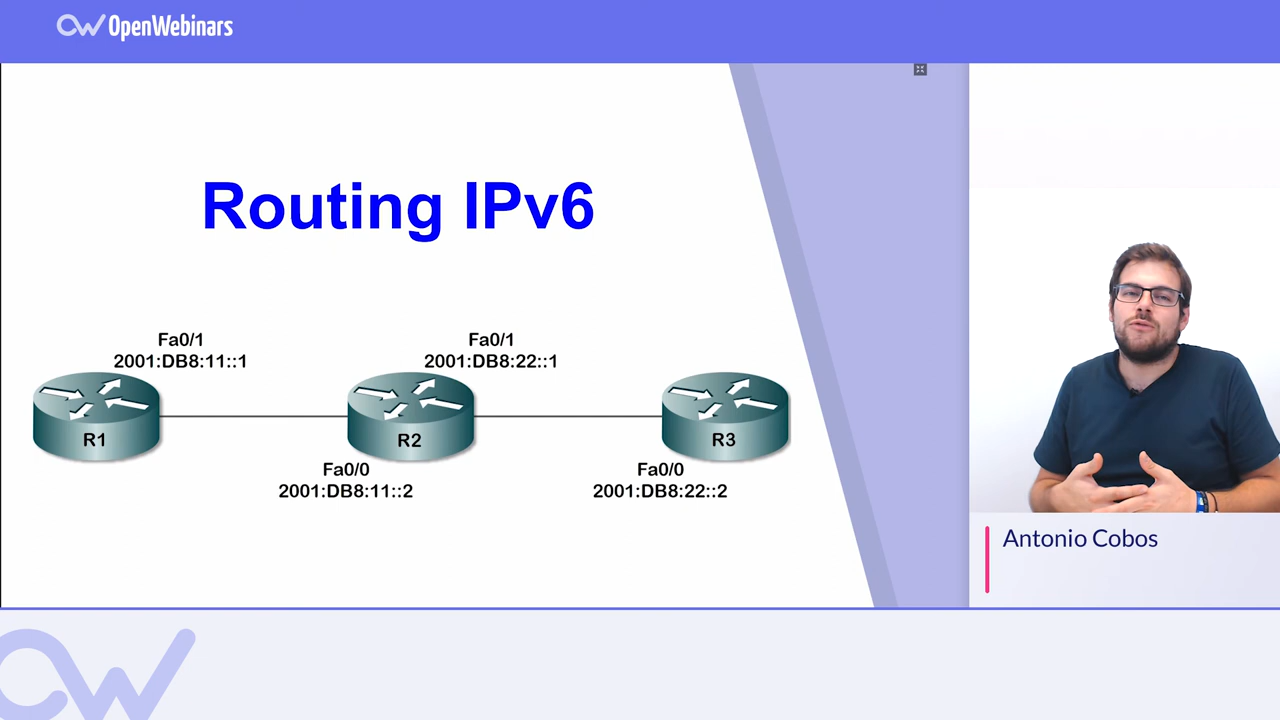 OpenWebinars
Routing IPv6
Fa0/1
2001:DB8:11::1
Fa0/1
2001:DB8:22::1
R1
R2
R3
Fa0/0
2001:DB8:11::2
Fa0/0
2001:DB8:22::2
Antonio Cobos